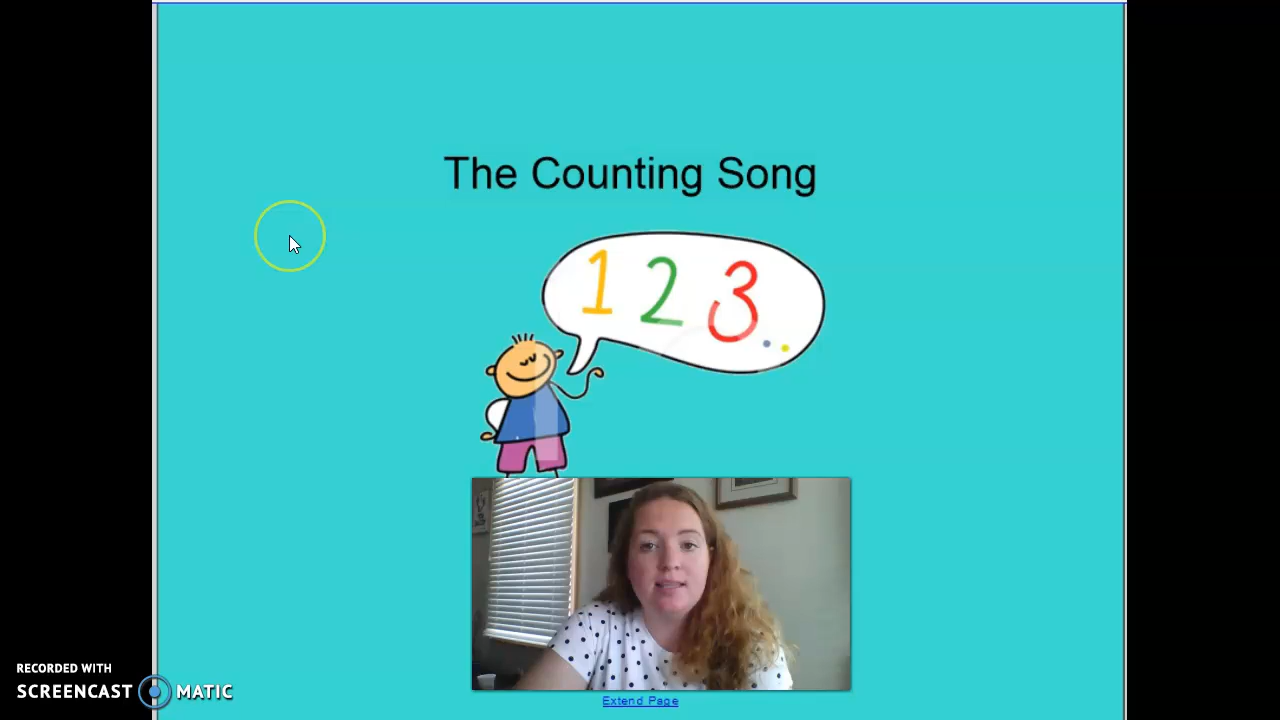 The Counting Song
1 2 3..
Extend Page
RECORDED WITH
SCREENCAST MATIC